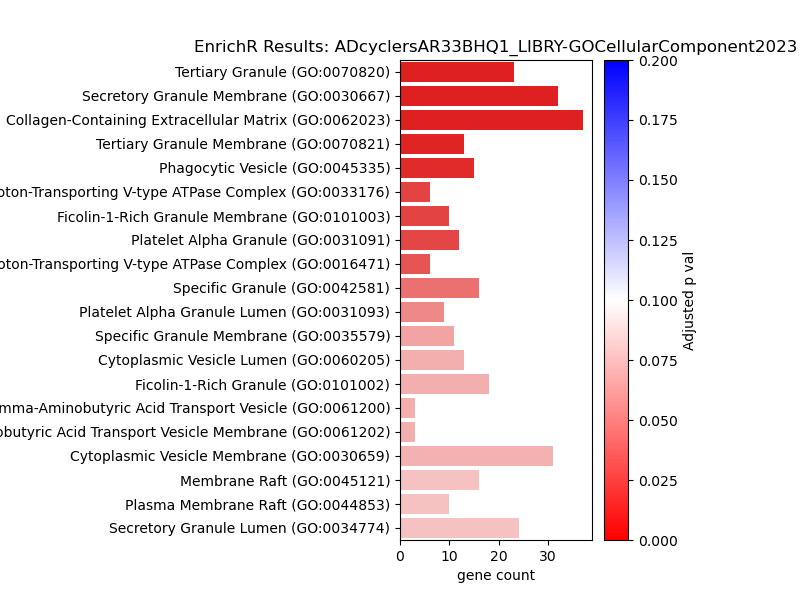 EnrichR Results: ADcyclersAR33BHQ1_LIBRY-GOCellularComponent2023
Tertiary Granule (GO:0070820)
Secretory Granule Membrane (GO:0030667)
Collagen-Containing Extracellular Matrix (GO:0062023)
Tertiary Granule Membrane (GO:0070821)
Phagocytic Vesicle (GO:0045335)
oton-Transporting V-type ATPase Complex (GO:0033176)
Ficolin-1-Rich Granule Membrane (GO:0101003)
Platelet Alpha Granule (GO:0031091)
oton-Transporting V-type ATPase Complex (GO:0016471)
Specific Granule (GO:0042581)
Platelet Alpha Granule Lumen (GO:0031093)
Specific Granule Membrane (GO:0035579)
Cytoplasmic Vesicle Lumen (GO:0060205)
Ficolin-1-Rich Granule (GO:0101002)
mma-Aminobutyric Acid Transport Vesicle (GO:0061200)
obutyric Acid Transport Vesicle Membrane (GO:0061202)
Cytoplasmic Vesicle Membrane (GO:0030659)
Membrane Raft (GO:0045121)
Plasma Membrane Raft (GO:0044853)
Secretory Granule Lumen (GO:0034774)
0 10 20 30
gene count
0.200
0.175
0.150
0.125
0.100
0.075
0.050
0.025
0.000
Adjusted p val